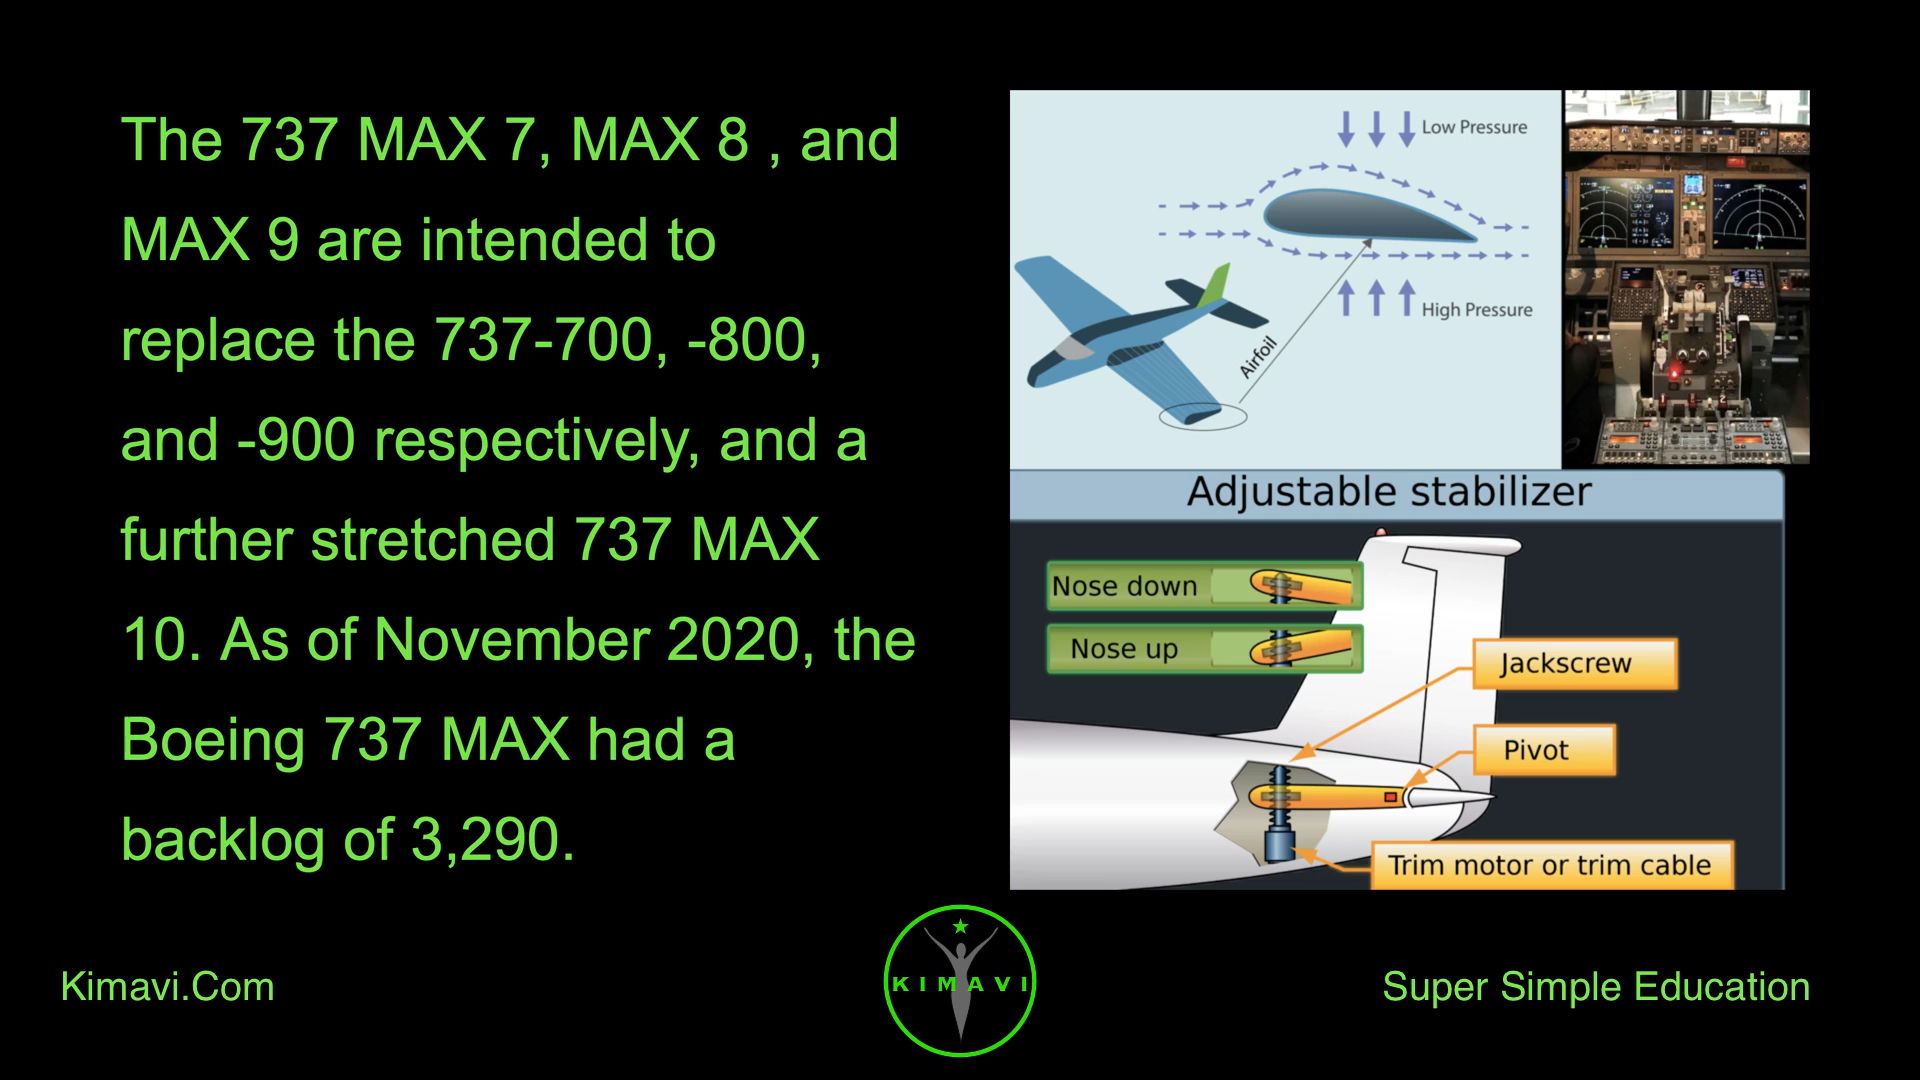 The 737 MAX 7, MAX 8 , and
MAX 9 are intended to
replace the 737-700, -800,
and -900 respectively, and a
further stretched 737 MAX
10. As of November 2020, the
Boeing 737 MAX had a
backlog of 3,290.
Low Pressure
High Pressure
Airfoil
Adjustable stabilizer
Nose down
Nose up
Jackscrew
Pivot
Trim motor or trim cable
Kimavi.Com
KIMAVI
Super Simple Education